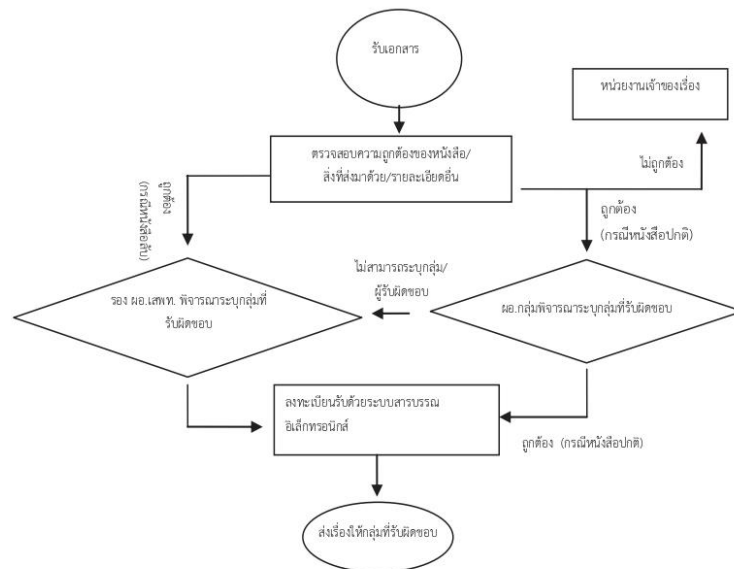 รับเอกสาร
หน่วยงานเจ้าของเรื่อง
ตรวจสอบความถูกต้องของหนังสือ/
สิ่งที่ส่งมาด้วย/รายละเอียดอื่น
ไม่ถูกต้อง
ถูกต้อง
(กรณีหนังสือลับ)
ถูกต้อง
(กรณีหนังสือปกติ)
ไม่สามารถระบุกลุ่ม/
ผู้รับผิดชอบ
รอง ผอ.เสพท. พิจารณาระบุกลุ่มที่
รับผิดชอบ
ผอ.กลุ่มพิจารณาระบุกลุ่มที่รับผิดชอบ
ลงทะเบียนรับด้วยระบบสารบรรณ
อิเล็กทรอนิกส์
ถูกต้อง (กรณีหนังสือปกติ)
ส่งเรื่องให้กลุ่มที่รับผิดชอบ